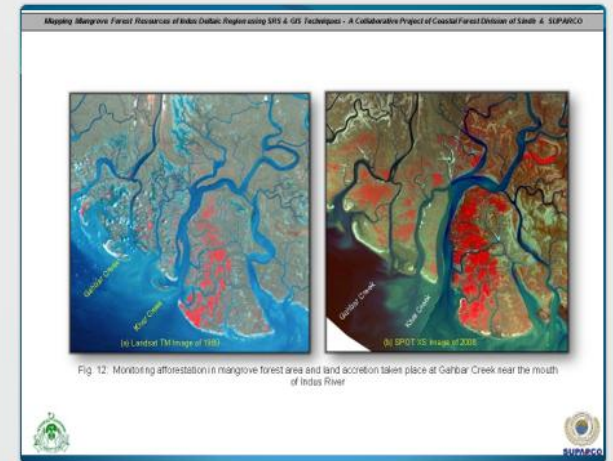 Mapping Mangrove Forest Resources of Indus Deltaic Region using SRS & GIS Techniques - A Collaborative Project of Coastal Forest Division of Sindh & SUPARCO
Gahbar Creek
Khar Creek
(a) Landsat TM Image of
Gahbar Creek
Khar Creek
(b) SPOT XS Image of 2008
Fig. 12: Monitoring afforestation in mangrove forest area and land accretion taken place at Gahbar Creek near the mouth
of Indus River
SUPARCO